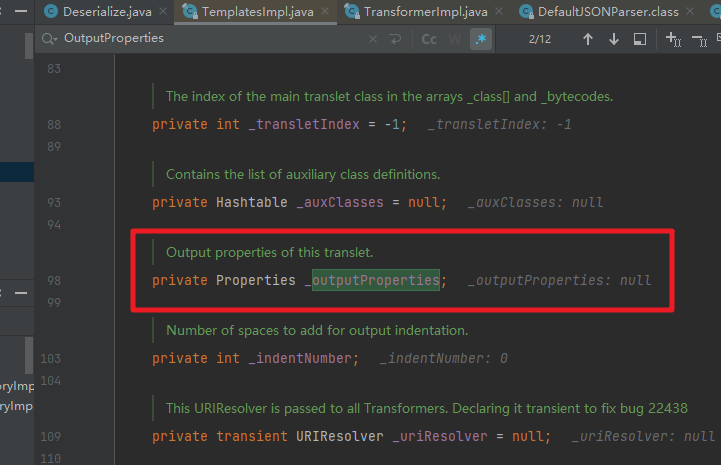 Deserialize.java TemplatesImpl.java TransformerImpl.java DefaultJSONParser.class
OutputProperties Cc W .* 2/12
83
The index of the main translet class in the arrays _class[] and _bytecodes.
88 private int _transletIndex = -1; _transletIndex: -1
89
Contains the list of auxiliary class definitions.
93 private Hashtable _auxClasses = null; _auxClasses: null
94
Output properties of this translet.
98 private Properties _outputProperties; _outputProperties: null
99
Number of spaces to add for output indentation.
103 private int _indentNumber; _indentNumber: 0
104
This URIResolver is passed to all Transformers. Declaring it transient to fix bug 22438
oryImp
109 private transient URIResolver _uriResolver = null; _uriResolver: null
ryImp
110